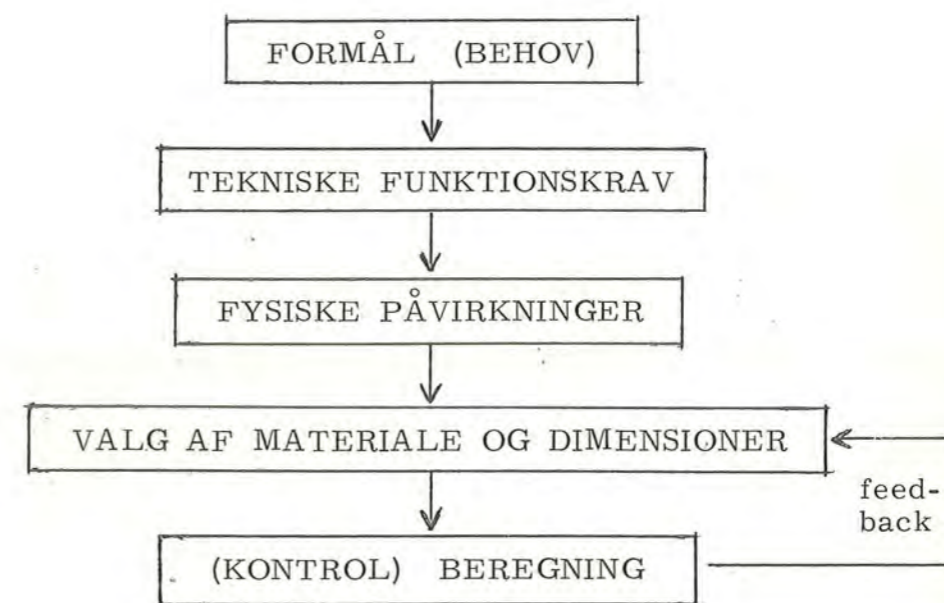 FORMÅL (BEHOV)
TEKNISKE FUNKTIONSKRAV
FYSISKE PÅVIRKNINGER
VALG AF MATERIALE OG DIMENSIONER
feed-
back
(KONTROL) BEREGNING